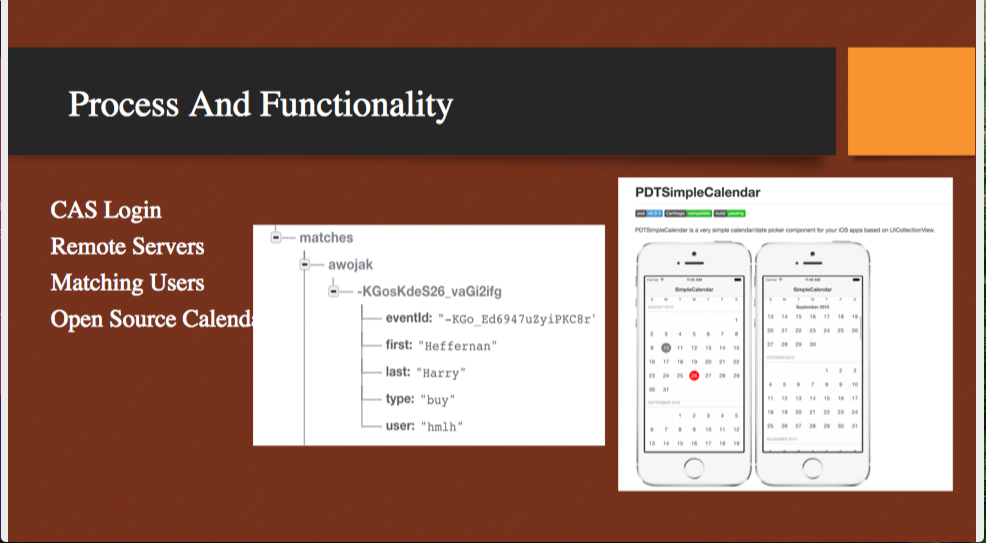 Process And Functionality
CAS Login
Remote Servers
Matching Users
Open Source Calenda
matches
awojak
-KGosKdeS26_vaGi2ifg
eventId: "-KGo_Ed6947uZyiPKC8r'
first: "Heffernan"
last: "Harry"
type: "buy"
user: "hmlh"
PDTSimpleCalendar
pod Carthage compatible build passing
PDTSimpleCalendar is a very simple calendar/date picker component for your iOS apps based on UICollectionView.
Carrier 11:46 AM
SimpleCalendar
S M T W T F S
AUGUST 2015
1
2 3 4 5 6 7 8
9 10 11 12 13 14 15
16 17 18 19 20 21 22
23 24 25 26 27 28 29
30 31
SEPTEMBER 2015
1 2 3 4 5
6 7 8 9 10 11 12
13 14 15 16 17 18 19
Carrier 11:45 AM
SimpleCalendar
S M T W T F S
September 2015
13 14 15 16 17 18 19
20 21 22 23 24 25 26
27 28 29 30
OCTOBER 2015
1 2 3
4 5 6 7 8 9 10
11 12 13 14 15 16 17
18 19 20 21 22 23 24
25 26 27 28 29 30 31
NOVEMBER 2015